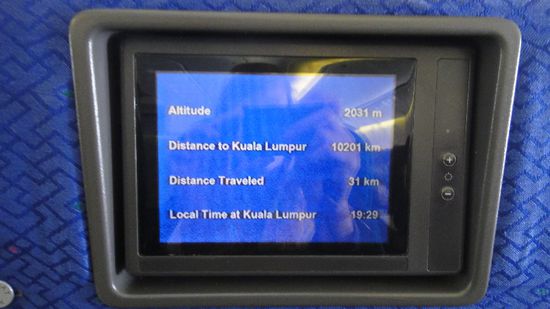 Altitude 2031 m
Distance to Kuala Lumpur 10201 km
Distance Traveled 31 km
Local Time at Kuala Lumpur 19:29